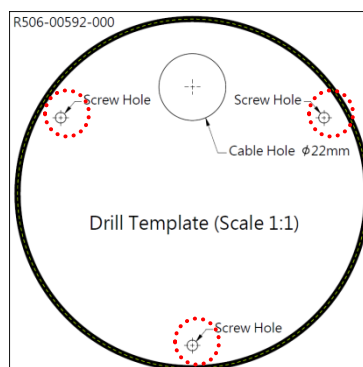 R506-00592-000
Screw Hole
Screw Hole
Cable Hole ϕ22mm
Drill Template (Scale 1:1)
Screw Hole